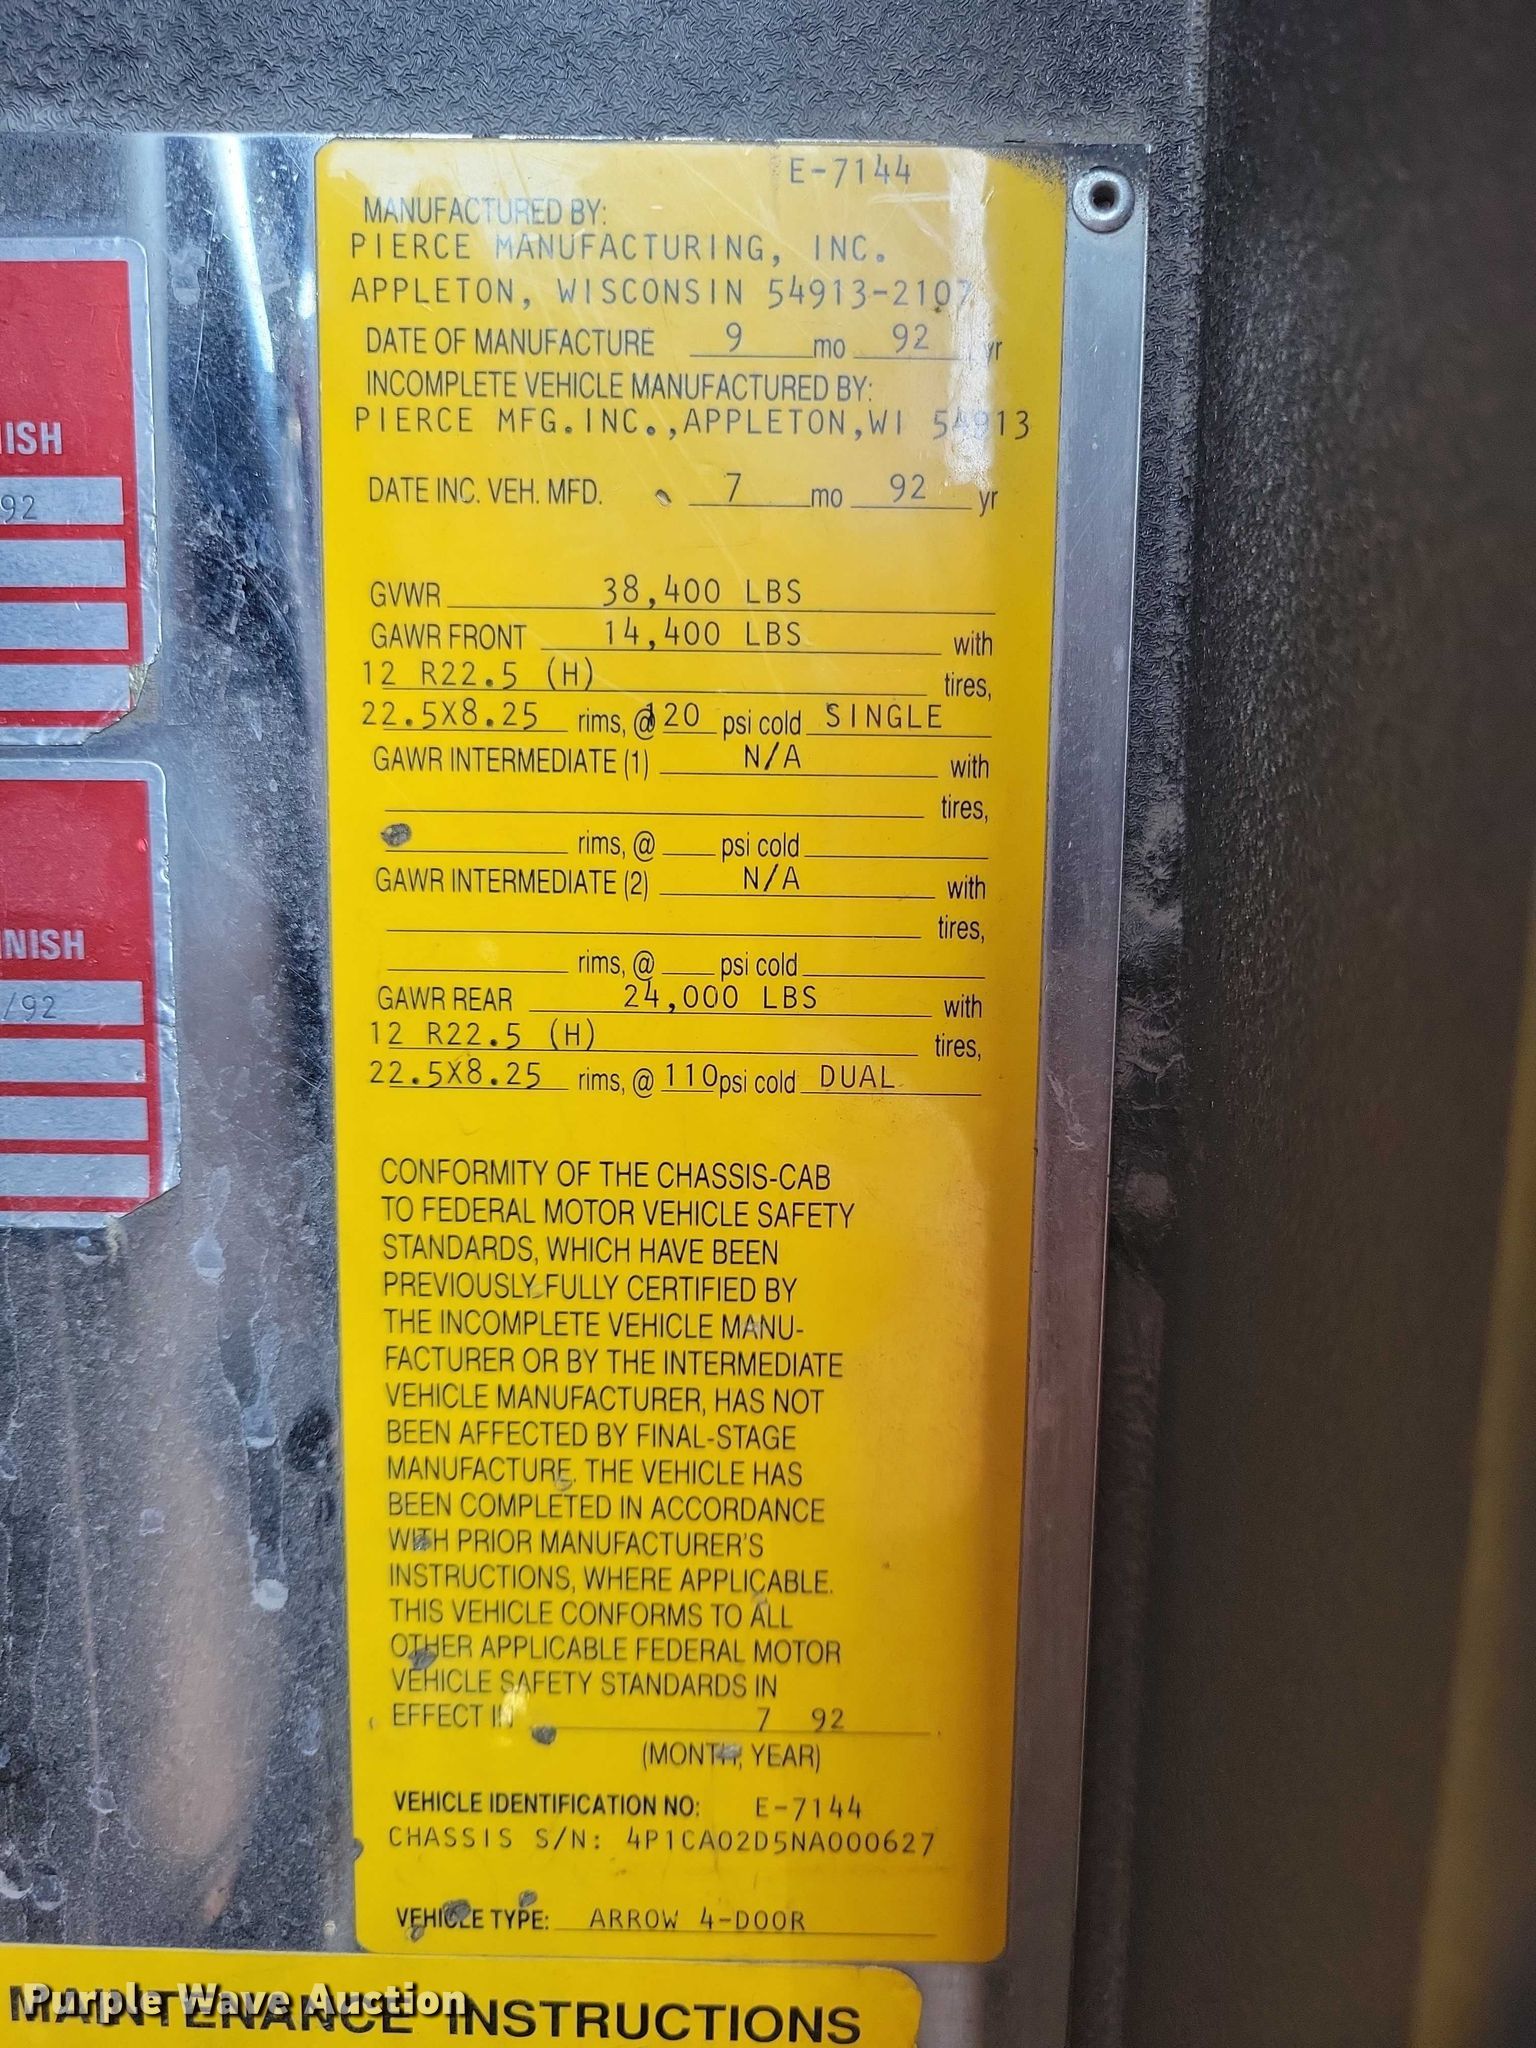 E-7144
MANUFACTURED BY:
PIERCE MANUFACTURING, INC.
APPLETON, WISCONSIN 54913-2107
DATE OF MANUFACTURE 9 mo 92 yr
INCOMPLETE VEHICLE MANUFACTURED BY:
PIERCE MFG.INC.,APPLETON,WI 54913
DATE INC. VEH. MFD. 7 mo 92 yr
GVWR 38,400 LBS
GAWR FRONT 14,400 LBS with
12 R22.5 (H) tires,
22.5X8.25 rims, @ 120 psi cold SINGLE
GAWR INTERMEDIATE (1) N/A with
tires,
rims, @ psi cold
GAWR INTERMEDIATE (2) N/A with
tires,
rims, @ psi cold
GAWR REAR 24,000 LBS with
12 R22.5 (H) tires,
22.5X8.25 rims, @ 110 psi cold DUAL
CONFORMITY OF THE CHASSIS-CAB
TO FEDERAL MOTOR VEHICLE SAFETY
STANDARDS, WHICH HAVE BEEN
PREVIOUSLY FULLY CERTIFIED BY
THE INCOMPLETE VEHICLE MANU-
FACTURER OR BY THE INTERMEDIATE
VEHICLE MANUFACTURER, HAS NOT
BEEN AFFECTED BY FINAL-STAGE
MANUFACTURE. THE VEHICLE HAS
BEEN COMPLETED IN ACCORDANCE
WITH PRIOR MANUFACTURER'S
INSTRUCTIONS, WHERE APPLICABLE.
THIS VEHICLE CONFORMS TO ALL
OTHER APPLICABLE FEDERAL MOTOR
VEHICLE SAFETY STANDARDS IN
EFFECT IN 7 92
(MONTH, YEAR)
VEHICLE IDENTIFICATION NO: E-7144
CHASSIS S/N: 4P1CA02D5NA000627
VEHICLE TYPE: ARROW 4-DOOR
ISH
92
NISH
/92
MAINTENANCE INSTRUCTIONS
Purple Wave Auction